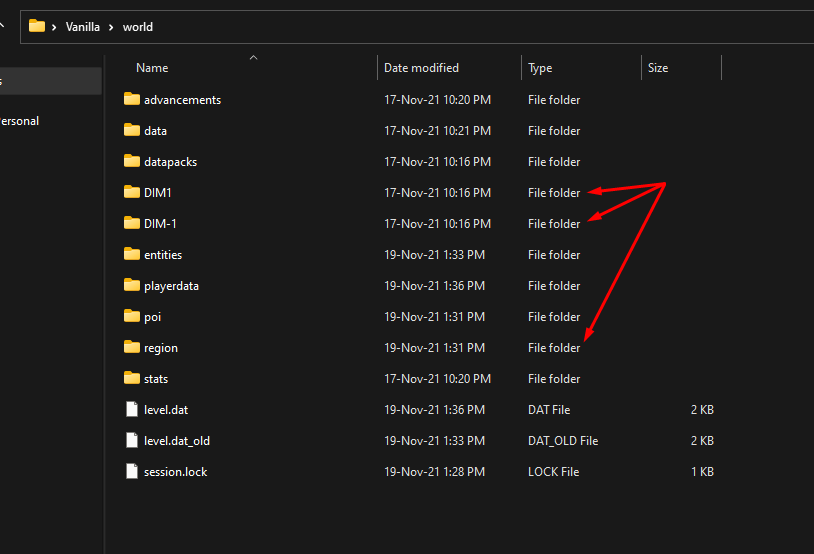 Vanilla > world
s
ersonal
Name Date modified Type Size
advancements 17-Nov-21 10:20 PM File folder
data 17-Nov-21 10:21 PM File folder
datapacks 17-Nov-21 10:16 PM File folder
DIM1 17-Nov-21 10:16 PM File folder
DIM-1 17-Nov-21 10:16 PM File folder
entities 19-Nov-21 1:33 PM File folder
playerdata 19-Nov-21 1:36 PM File folder
poi 19-Nov-21 1:31 PM File folder
region 19-Nov-21 1:31 PM File folder
stats 17-Nov-21 10:20 PM File folder
level.dat 19-Nov-21 1:36 PM DAT File 2 KB
level.dat_old 19-Nov-21 1:33 PM DAT_OLD File 2 KB
session.lock 19-Nov-21 1:28 PM LOCK File 1 KB